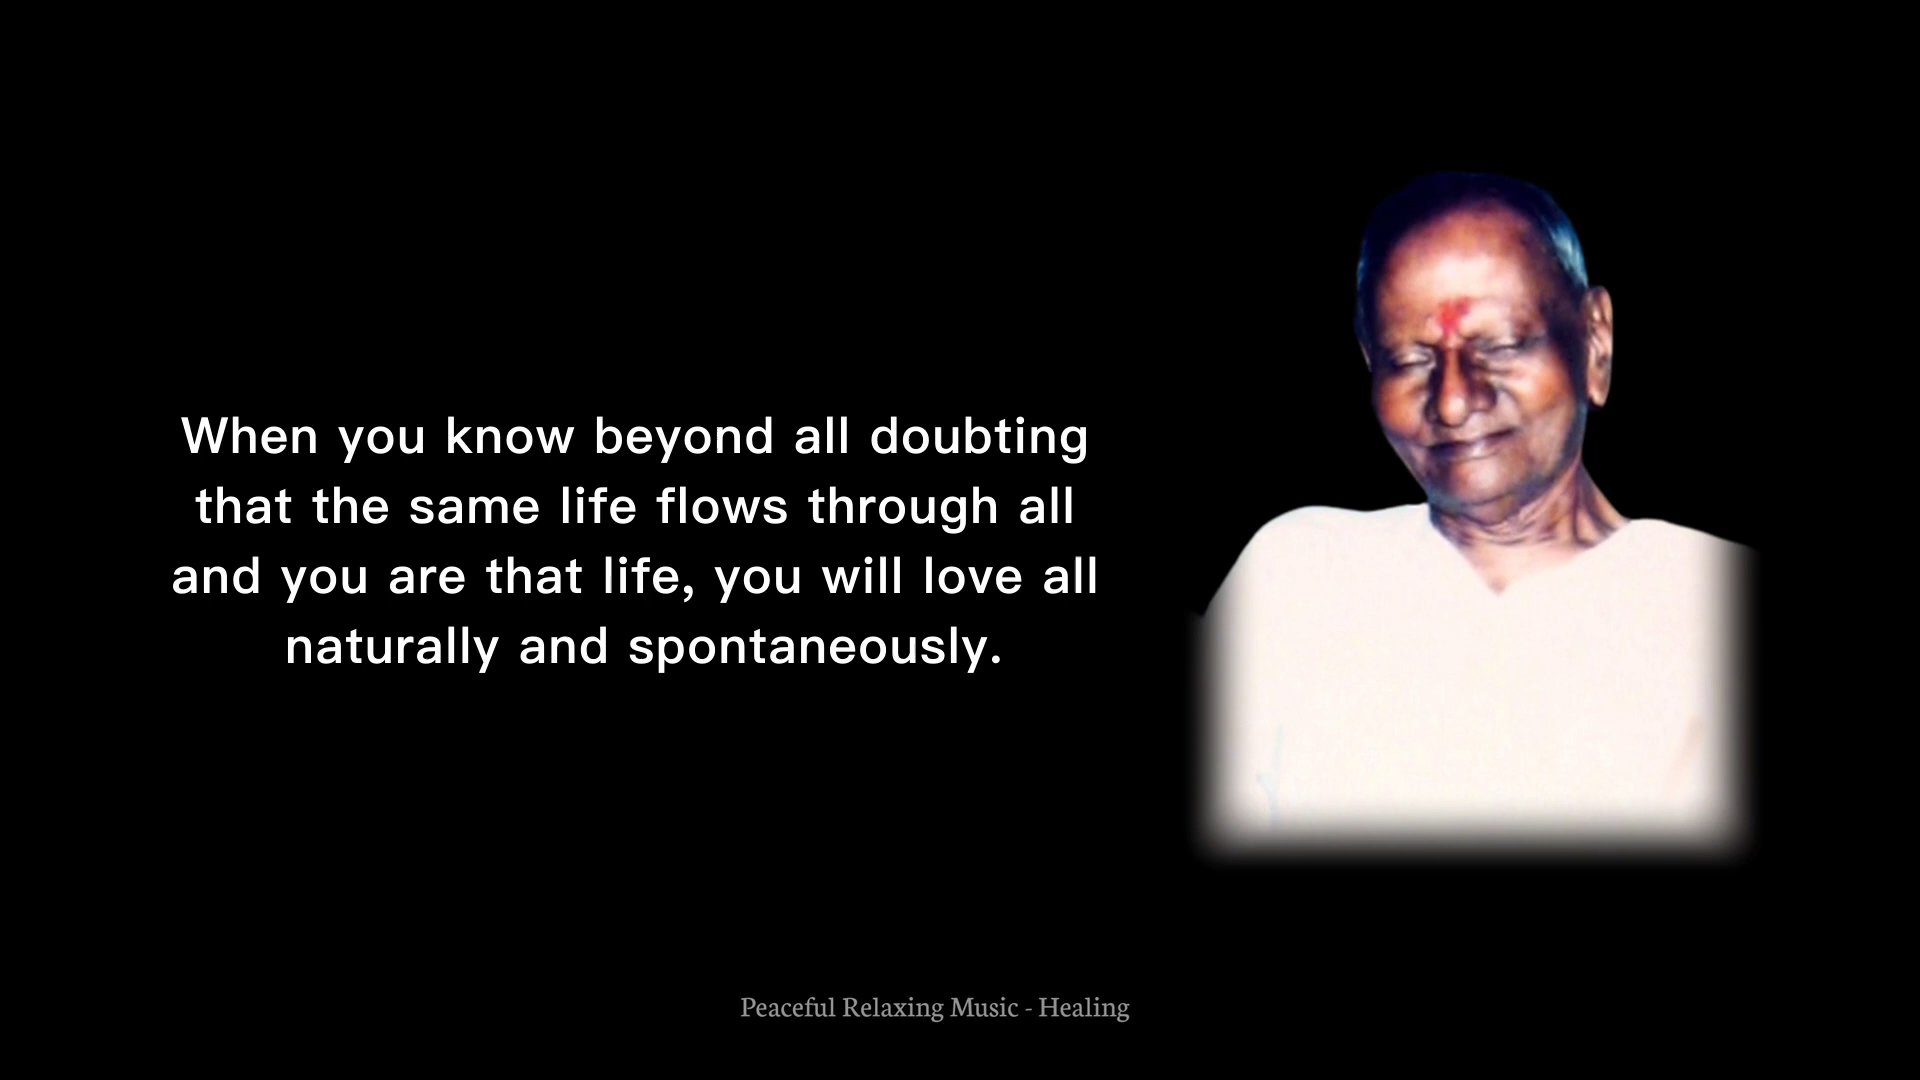 When you know beyond all doubting
that the same life flows through all
and you are that life, you will love all
naturally and spontaneously.
Peaceful Relaxing Music - Healing